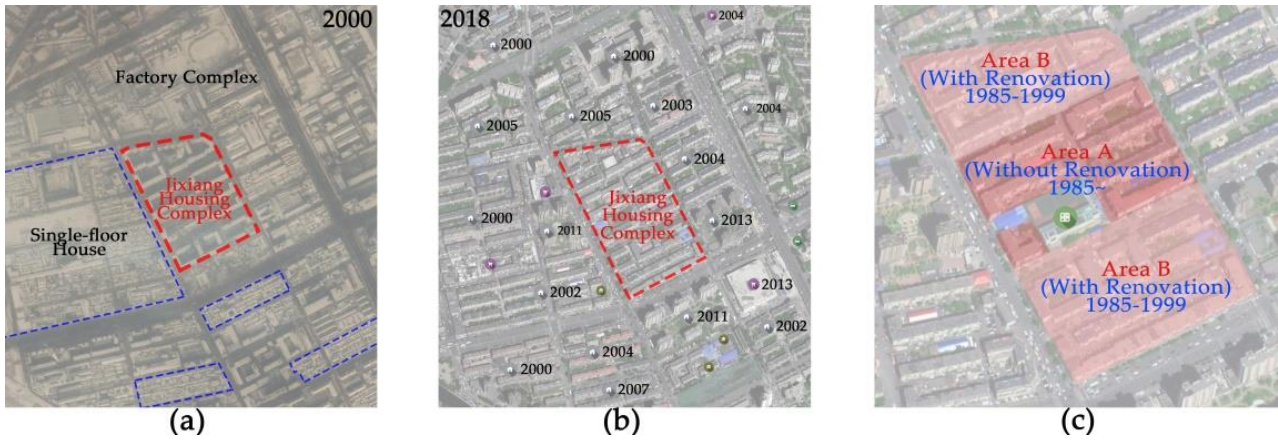 2000
Factory Complex
Jixiang
Housing
Complex
Single-floor
House
(a)
2018
2004
2000
2000
2003
2004
2005
2005
2004
Jixiang
Housing
Complex
2000
2011
2013
2002
2013
2011
2002
2004
2000
2007
(b)
Area B
(With Renovation)
1985-1999
Area A
(Without Renovation)
1985~
Area B
(With Renovation)
1985-1999
(c)